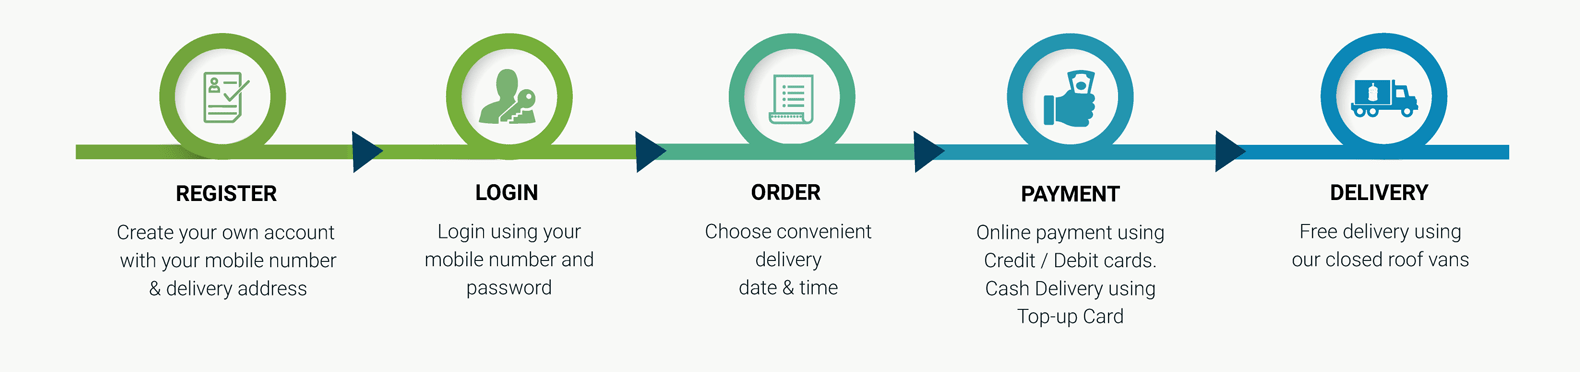 REGISTER
Create your own account
with your mobile number
& delivery address
LOGIN
Login using your
mobile number and
password
ORDER
Choose convenient
delivery
date & time
PAYMENT
Online payment using
Credit / Debit cards.
Cash Delivery using
Top-up Card
DELIVERY
Free delivery using
our closed roof vans